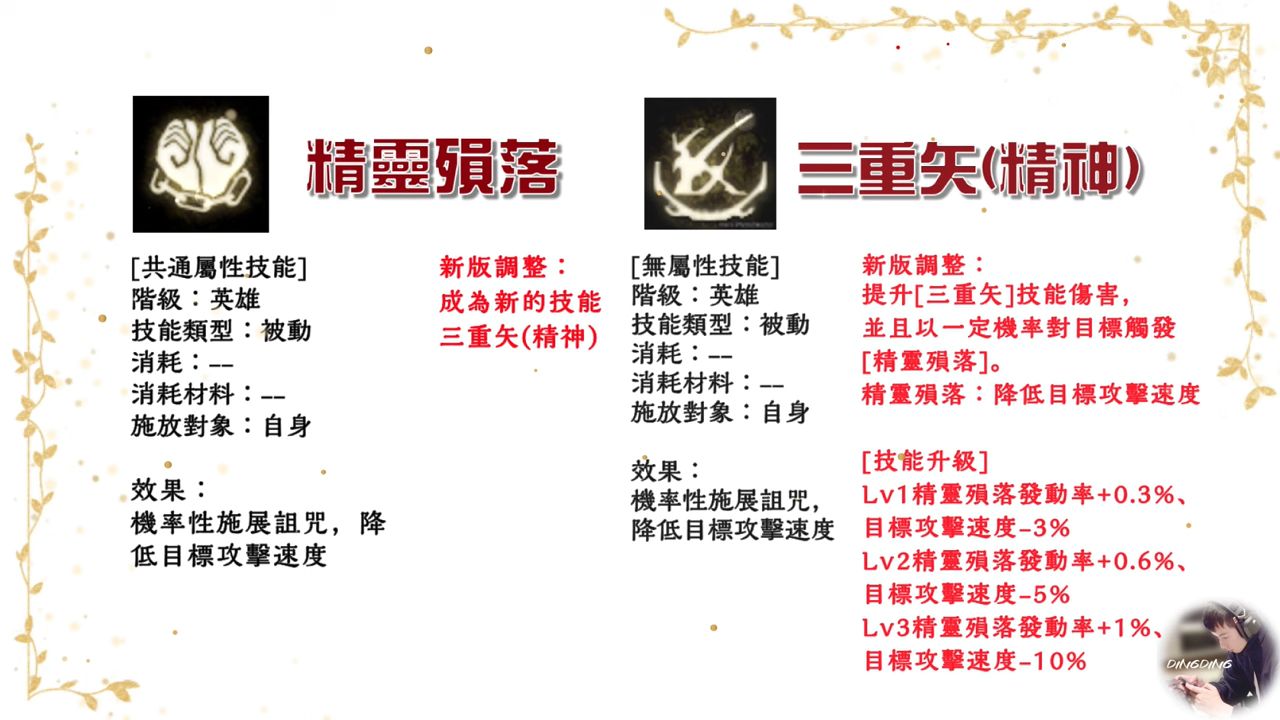 精靈殞落
[共通屬性技能]
階級：英雄
技能類型：被動
消耗：--
消耗材料：--
施放對象：自身
效果：
機率性施展詛咒，降
低目標攻擊速度
新版調整：
成為新的技能
三重矢(精神)
三重矢(精神)
[無屬性技能]
階級：英雄
技能類型：被動
消耗：--
消耗材料：--
施放對象：自身
效果：
機率性施展詛咒，
降低目標攻擊速度
新版調整：
提升[三重矢]技能傷害，
並且以一定機率對目標觸發
[精靈殞落]。
精靈殞落：降低目標攻擊速度
[技能升級]
Lv1精靈殞落發動率+0.3%、
目標攻擊速度-3%
Lv2精靈殞落發動率+0.6%、
目標攻擊速度-5%
Lv3精靈殞落發動率+1%、
目標攻擊速度-10%
DINGDING